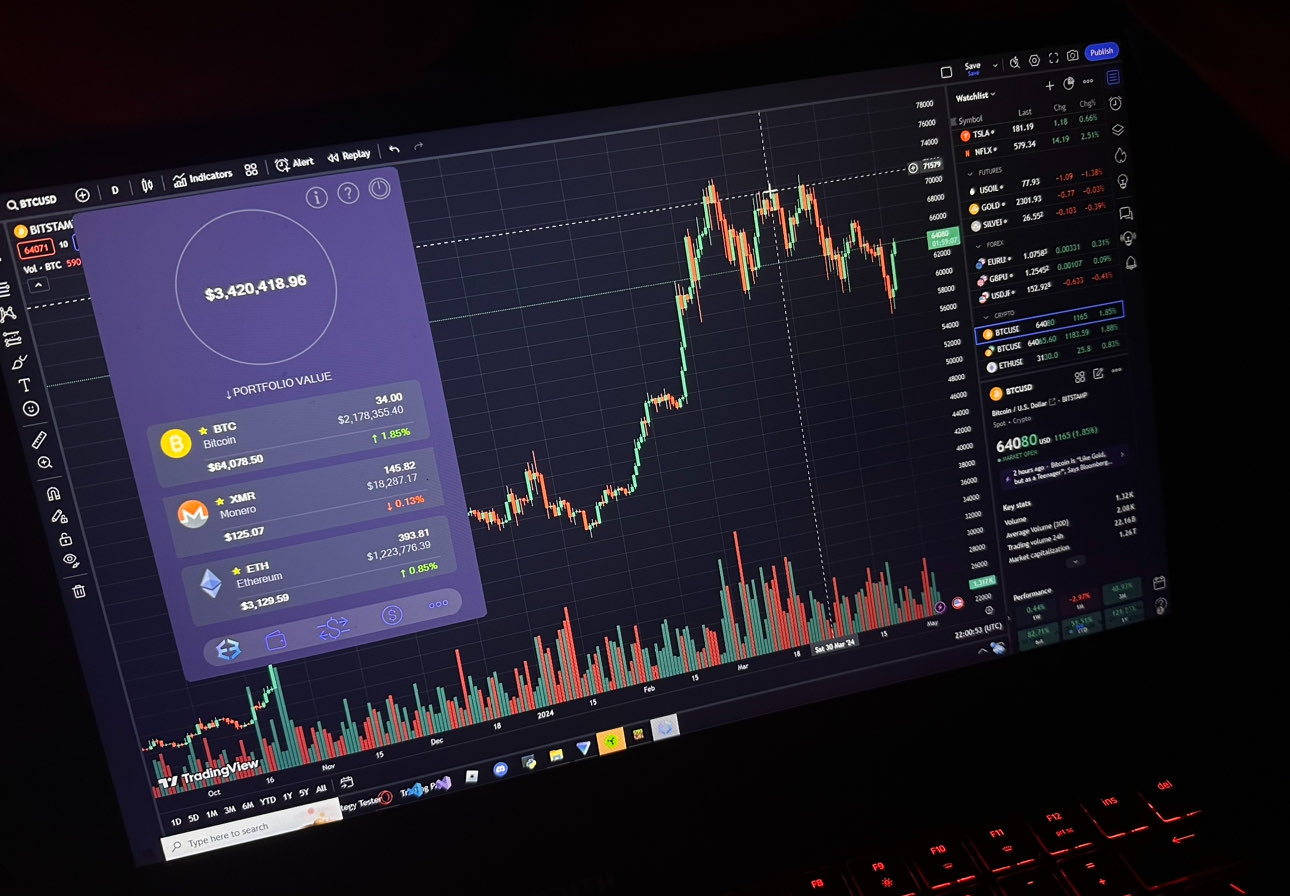 Save
Save
Publish
BTCUSD
D
Indicators
Alert
Replay
BITSTAM
64071
10
Vol · BTC 590
$3,420,418.96
↓PORTFOLIO VALUE
BTC
34.00
Bitcoin
$2,178,355.40
$64,078.50
↑ 1.85%
XMR
145.82
Monero
$18,287.17
$125.07
↓ 0.13%
ETH
393.81
Ethereum
$1,223,776.39
$3,129.59
↑ 0.85%
78000
76000
74000
71579
70000
68000
66000
64080
01:59:07
62000
60000
58000
56000
54000
52000
50000
48000
46000
44000
42000
40000
38000
36000
34000
32000
30000
28000
26000
22000
Watchlist
Symbol Last Chg Chg%
TSLA 181.19 1.18 0.66%
NFLX 579.34 14.19 2.51%
FUTURES
USOIL 77.93 -1.09 -1.38%
GOLD 2301.93 -0.77 -0.03%
SILVER 26.55 -0.103 -0.39%
FOREX
EURU 1.0758 0.00331 0.31%
GBPU 1.2545 0.00107 0.09%
USDJI 152.92 -0.633 -0.41%
CRYPTO
BTCUSE 64080 1165 1.85%
BTCUSE 64065.60 1183.59 1.88%
ETHUSE 3130.0 25.8 0.83%
BTCUSD
Bitcoin / U.S. Dollar · BITSTAMP
Spot · Crypto
64080 USD 1165 (1.85%)
MARKET OPEN
2 hours ago · Bitcoin Is "Like Gold,
but as a Teenager", Says Bloomberg...
Key stats
Volume 1.32K
Average Volume (30D) 2.08K
Trading volume 24h 22.16B
Market capitalization 1.26T
Performance
0.44%
1W
-2.97%
1M
3M
82.71%
YTD
1Y
Oct
16
Nov
15
Dec
18
2024
15
Feb
15
Mar
18
Sat 30 Mar '24
15
May
22:00:53 (UTC)
TradingView
1D 5D 1M 3M 6M YTD 1Y 5Y All
tegy Tester
Type here to search
F8
F9
F10
F11
F12
ins
del